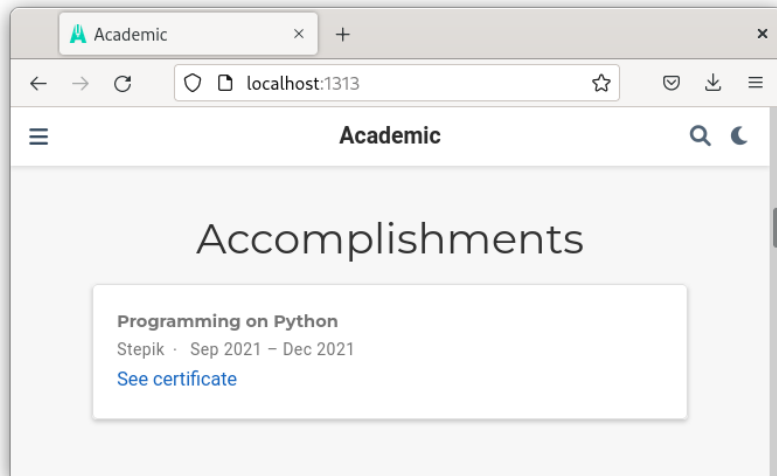 Academic
localhost:1313
Academic
Accomplishments
Programming on Python
Stepik · Sep 2021 – Dec 2021
See certificate